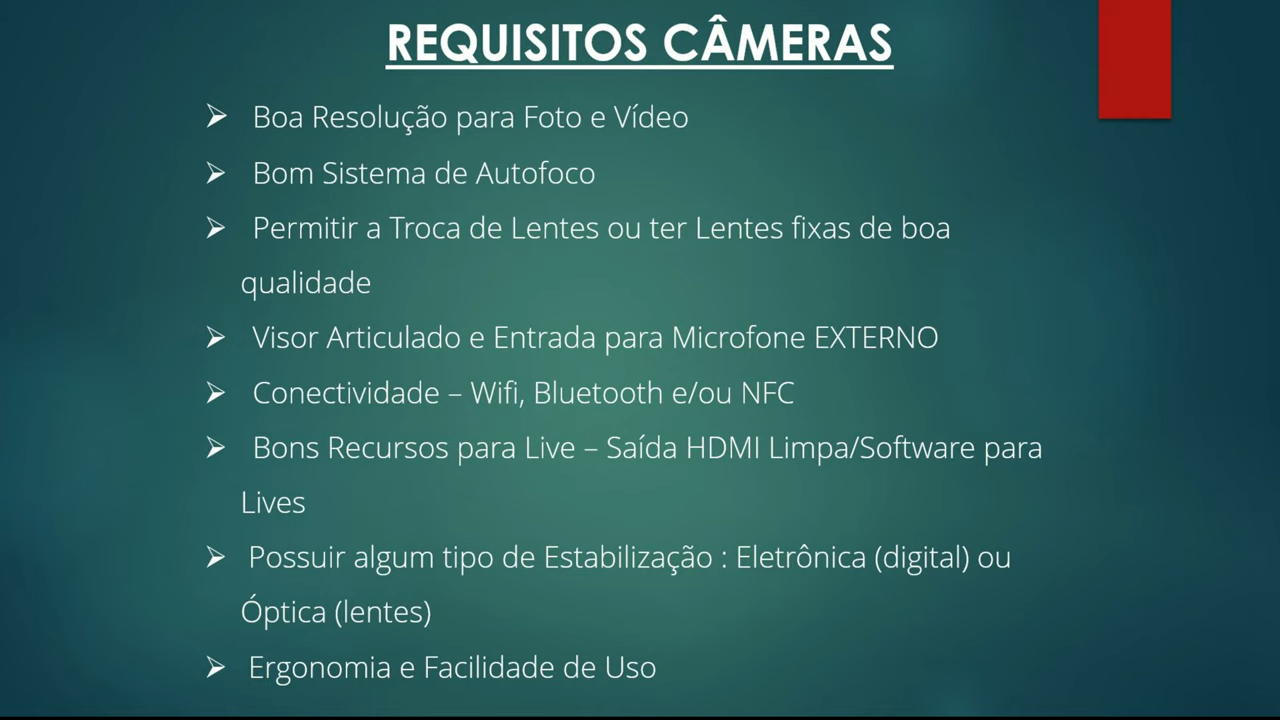 REQUISITOS CÂMERAS
➢ Boa Resolução para Foto e Vídeo
➢ Bom Sistema de Autofoco
➢ Permitir a Troca de Lentes ou ter Lentes fixas de boa
qualidade
➢ Visor Articulado e Entrada para Microfone EXTERNO
➢ Conectividade – Wifi, Bluetooth e/ou NFC
➢ Bons Recursos para Live – Saída HDMI Limpa/Software para
Lives
➢ Possuir algum tipo de Estabilização : Eletrônica (digital) ou
Óptica (lentes)
➢ Ergonomia e Facilidade de Uso